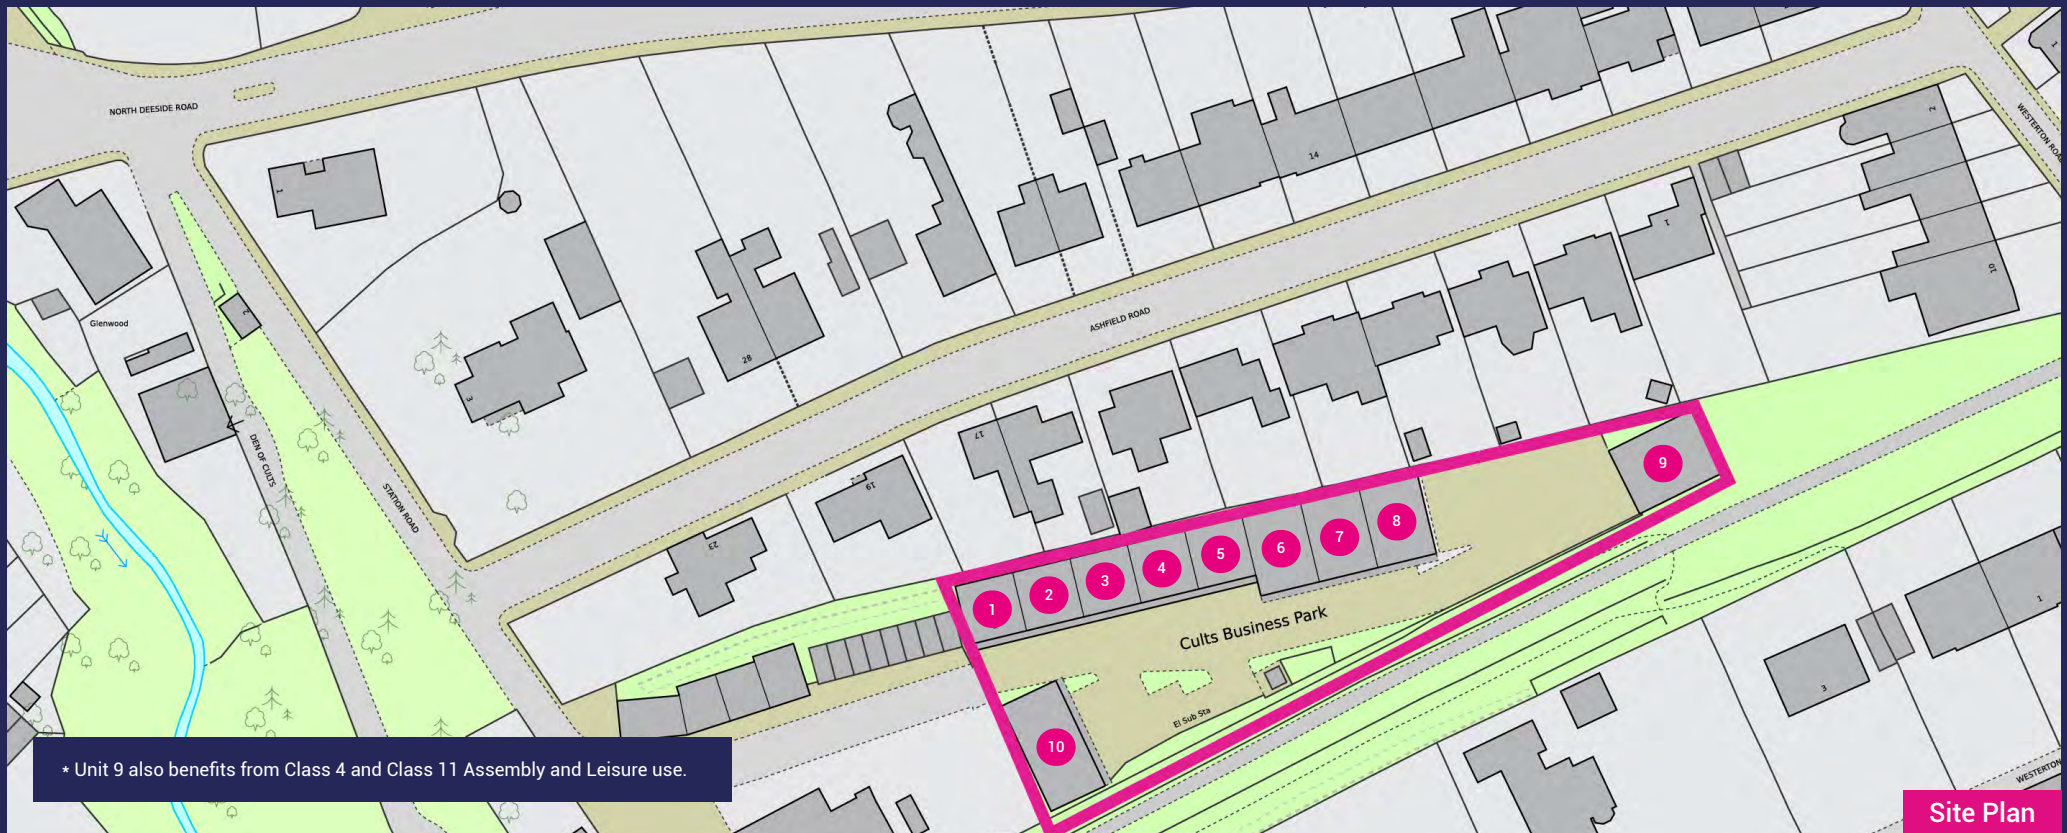 NORTH DEESIDE ROAD
1
2
Glenwood
DEN OF CULTS
STATION ROAD
3
28
14
ASHFIELD ROAD
WESTERTON ROAD
1
2
10
1
17
19
23
1
2
3
4
5
6
7
8
9
10
Cults Business Park
El Sub Sta
3
1
WESTERTON
* Unit 9 also benefits from Class 4 and Class 11 Assembly and Leisure use.
Site Plan